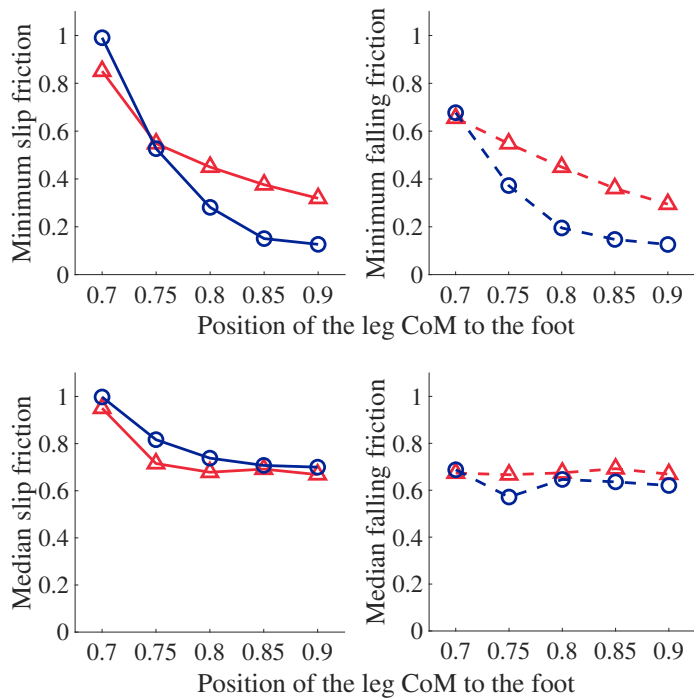 Minimum slip friction
1
0.8
0.6
0.4
0.2
0
0.7 0.75 0.8 0.85 0.9
Minimum falling friction
1
0.8
0.6
0.4
0.2
0
0.7 0.75 0.8 0.85 0.9
Position of the leg CoM to the foot
Median slip friction
1
0.8
0.6
0.4
0.2
0
0.7 0.75 0.8 0.85 0.9
Median falling friction
1
0.8
0.6
0.4
0.2
0
0.7 0.75 0.8 0.85 0.9
Position of the leg CoM to the foot